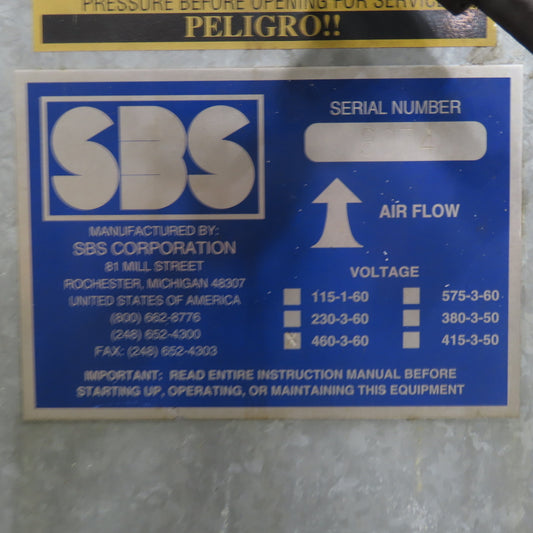 PRESSURE BEFORE OPENING FOR SERVICE
PELIGRO!!
SBS
SERIAL NUMBER
AIR FLOW
MANUFACTURED BY:
SBS CORPORATION
81 MILL STREET
ROCHESTER, MICHIGAN 48307
UNITED STATES OF AMERICA
(800) 662-8776
(248) 652-4300
FAX: (248) 652-4303
VOLTAGE
115-1-60
575-3-60
230-3-60
380-3-50
X 460-3-60
415-3-50
IMPORTANT: READ ENTIRE INSTRUCTION MANUAL BEFORE
STARTING UP, OPERATING, OR MAINTAINING THIS EQUIPMENT